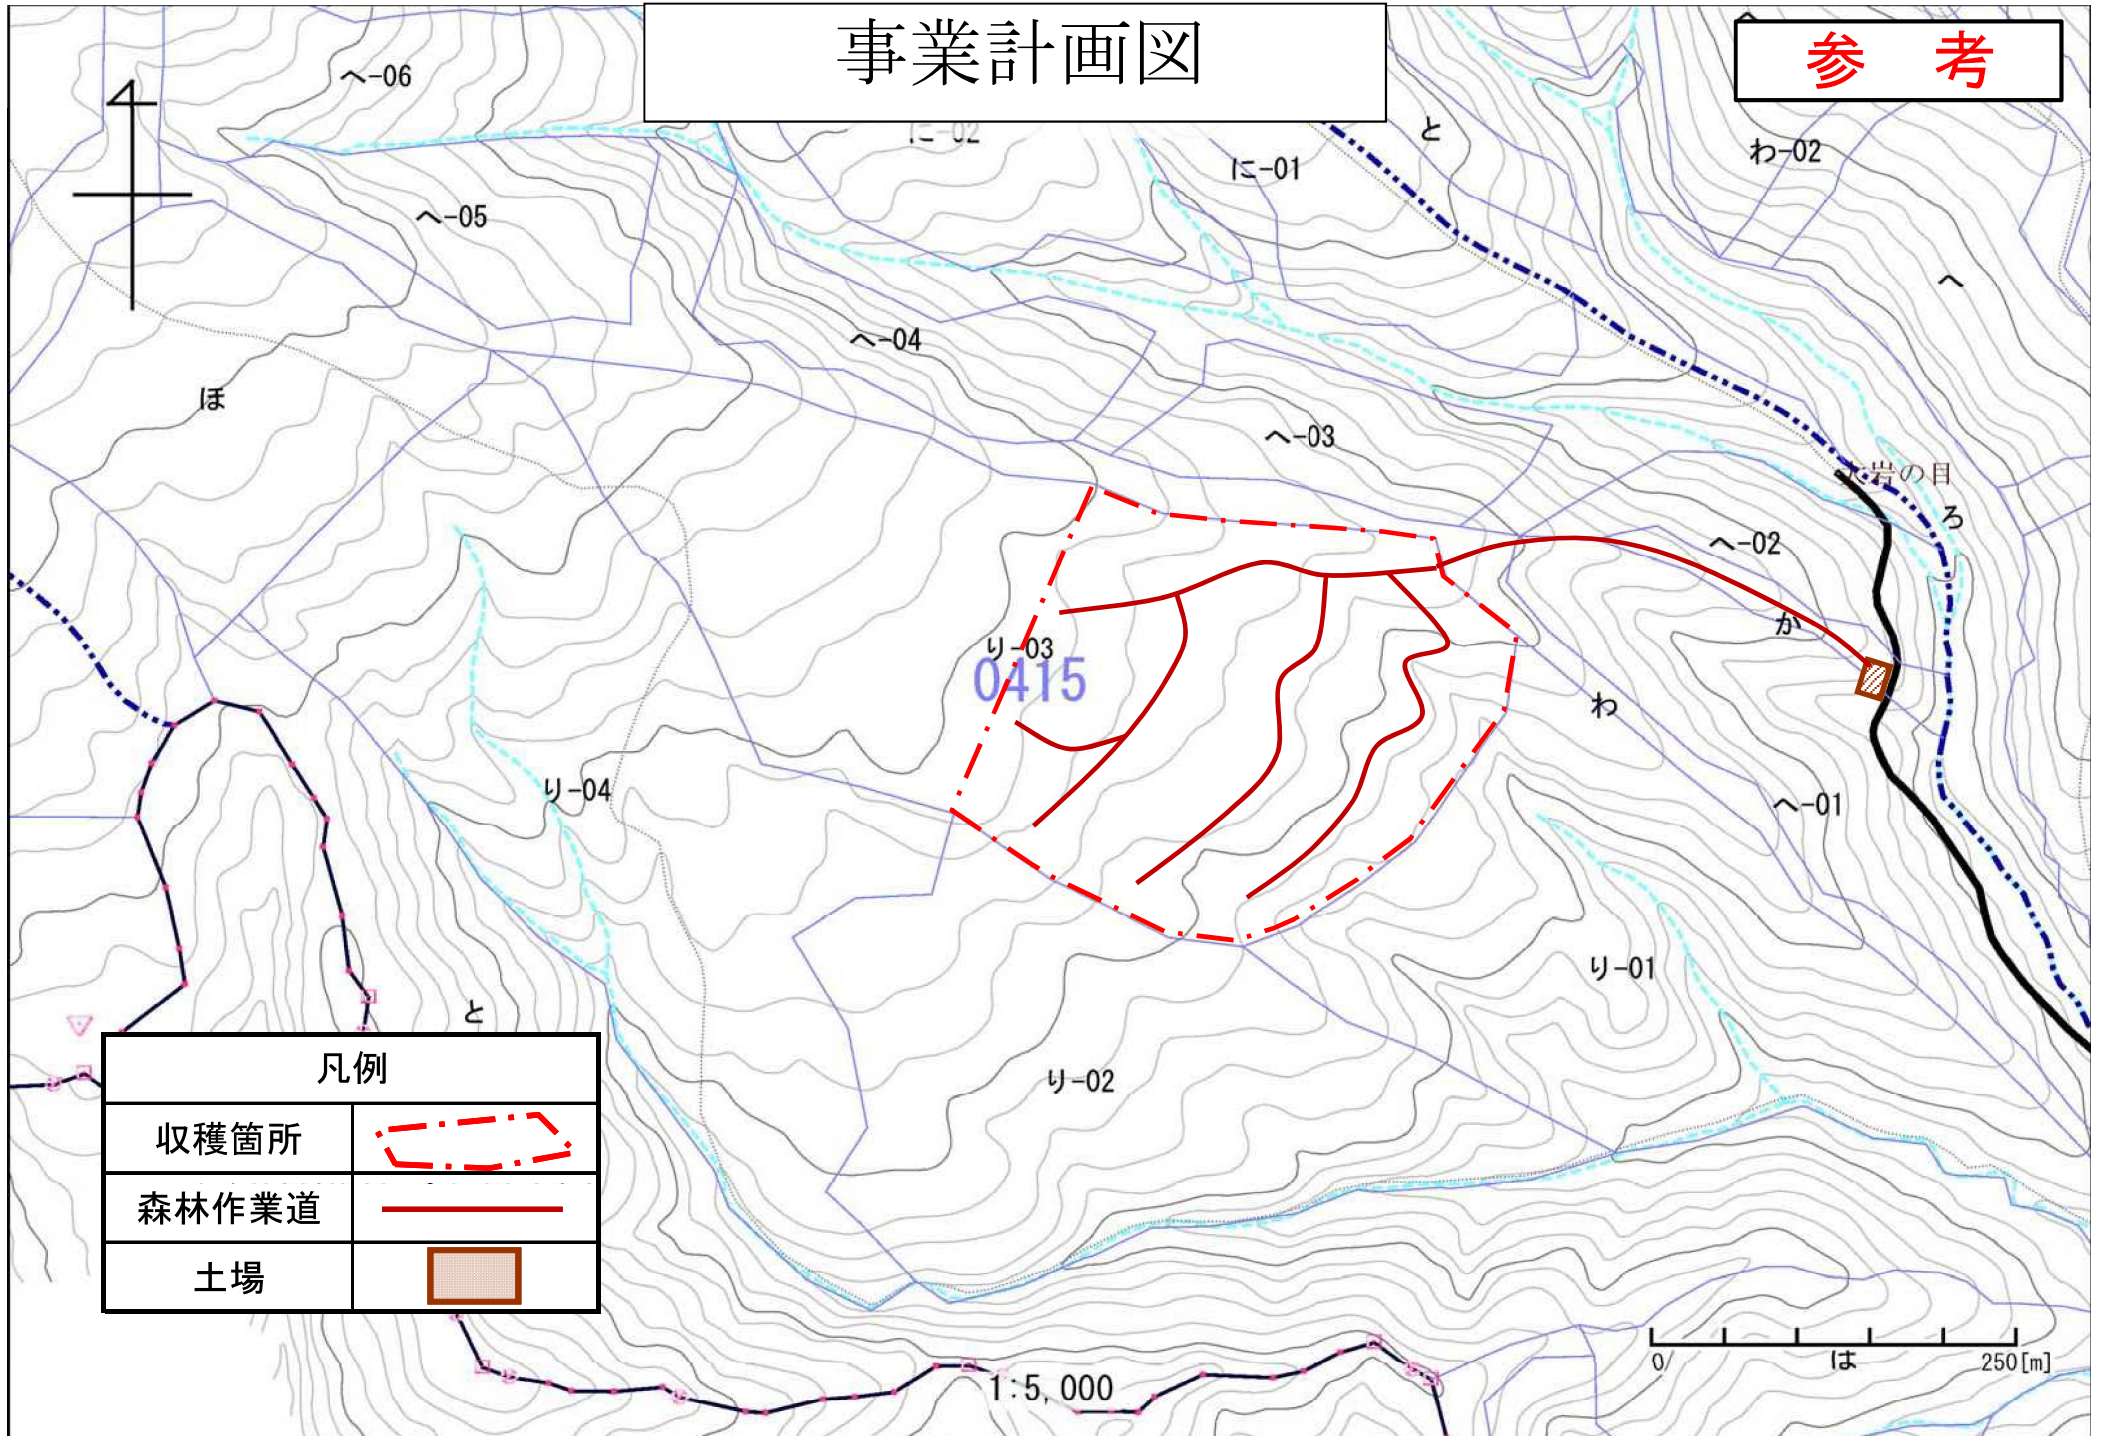 事業計画図
参 考
へ-06
に-02
に-01
と
わ-02
へ-05
へ
へ-04
ほ
へ-03
大岩の目
ろ
へ-02
か
り-03
0415
わ
り-04
へ-01
り-01
と
り-02
凡例
収穫箇所
森林作業道
土場
0
は
250[m]
1:5,000